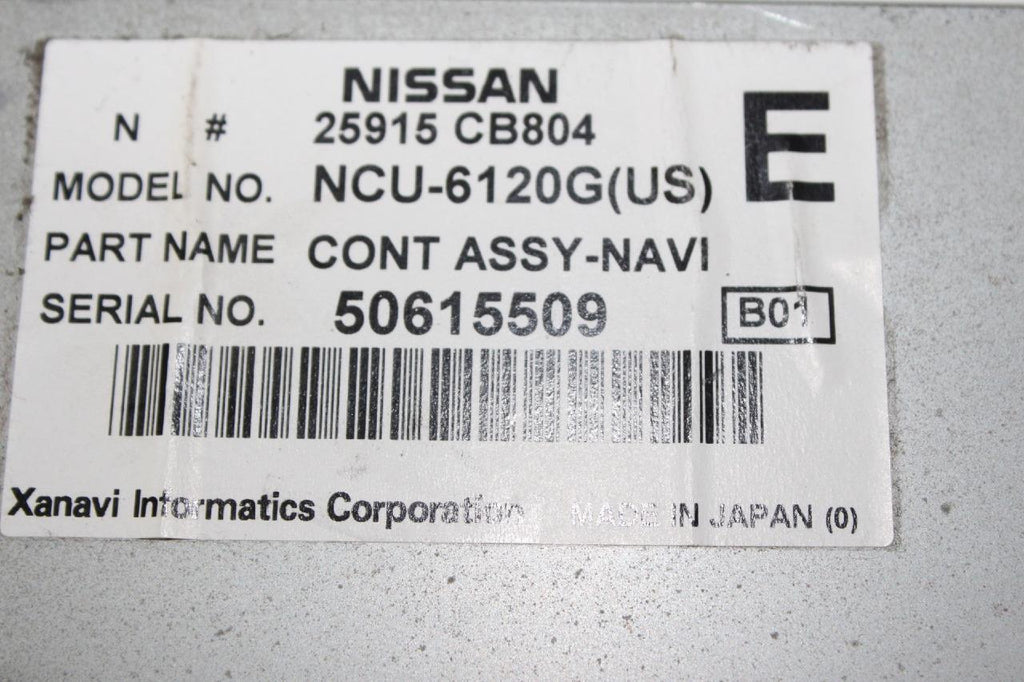 NISSAN
E
N # 25915 CB804
MODEL NO. NCU-6120G(US)
PART NAME CONT ASSY-NAVI
SERIAL NO. 50615509 B01
Xanavi Informatics Corporation MADE IN JAPAN (0)